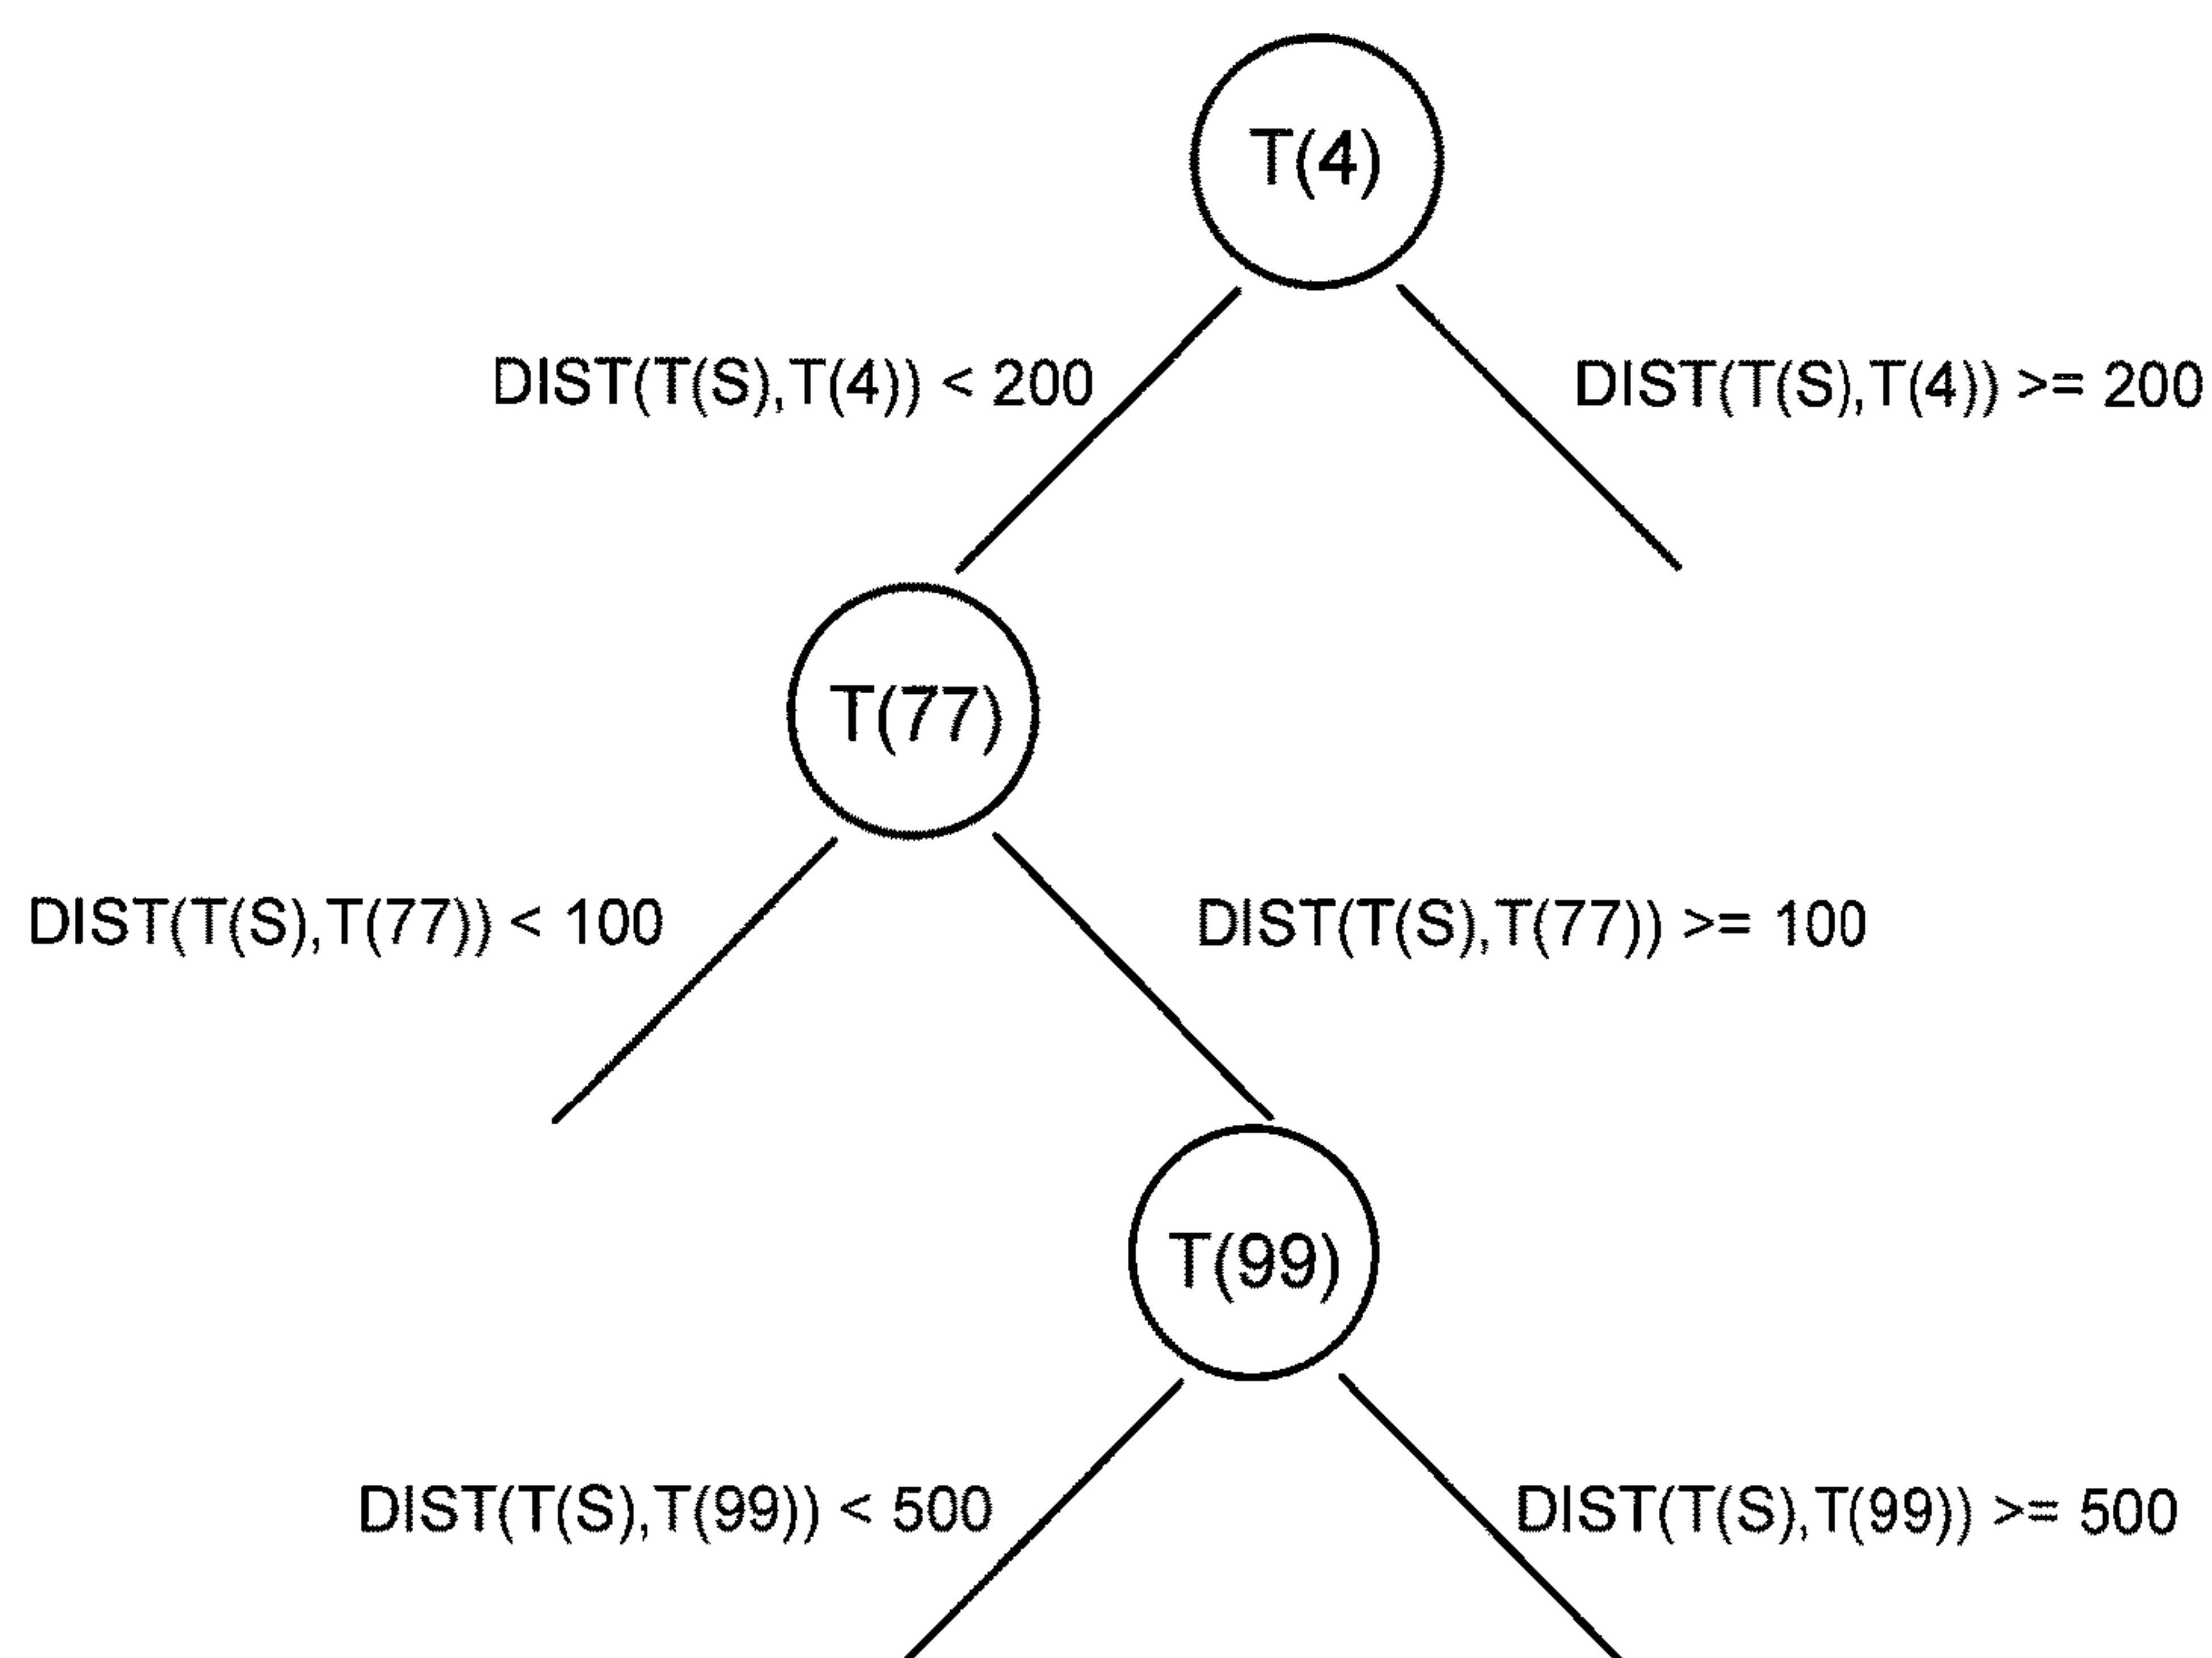 T(4)
DIST(T(S),T(4)) < 200
DIST(T(S),T(4)) >= 200
T(77)
DIST(T(S),T(77)) < 100
DIST(T(S),T(77)) >= 100
T(99)
DIST(T(S),T(99)) < 500
DIST(T(S),T(99)) >= 500